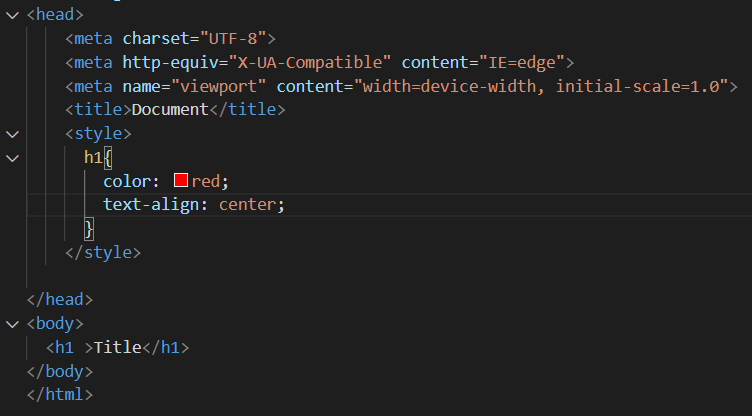 <head>
<meta charset="UTF-8">
<meta http-equiv="X-UA-Compatible" content="IE=edge">
<meta name="viewport" content="width=device-width, initial-scale=1.0">
<title>Document</title>
<style>
h1{
color: red;
text-align: center;
}
</style>
</head>
<body>
<h1 >Title</h1>
</body>
</html>